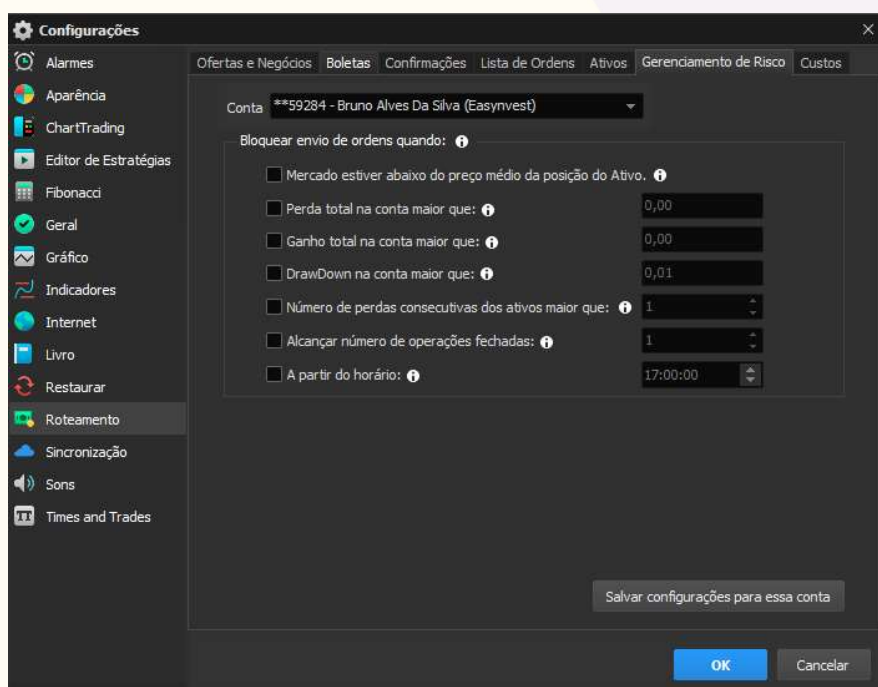 Configurações
Alarmes
Aparência
ChartTrading
Editor de Estratégias
Fibonacci
Geral
Gráfico
Indicadores
Internet
Livro
Restaurar
Roteamento
Sincronização
Sons
Times and Trades
Ofertas e Negócios Boletas Confirmações Lista de Ordens Ativos Gerenciamento de Risco Custos
Conta **59284 - Bruno Alves Da Silva (Easynvest)
Bloquear envio de ordens quando:
Mercado estiver abaixo do preço médio da posição do Ativo.
Perda total na conta maior que: 0,00
Ganho total na conta maior que: 0,00
DrawDown na conta maior que: 0,01
Número de perdas consecutivas dos ativos maior que: 1
Alcançar número de operações fechadas: 1
A partir do horário: 17:00:00
Salvar configurações para essa conta
OK Cancelar